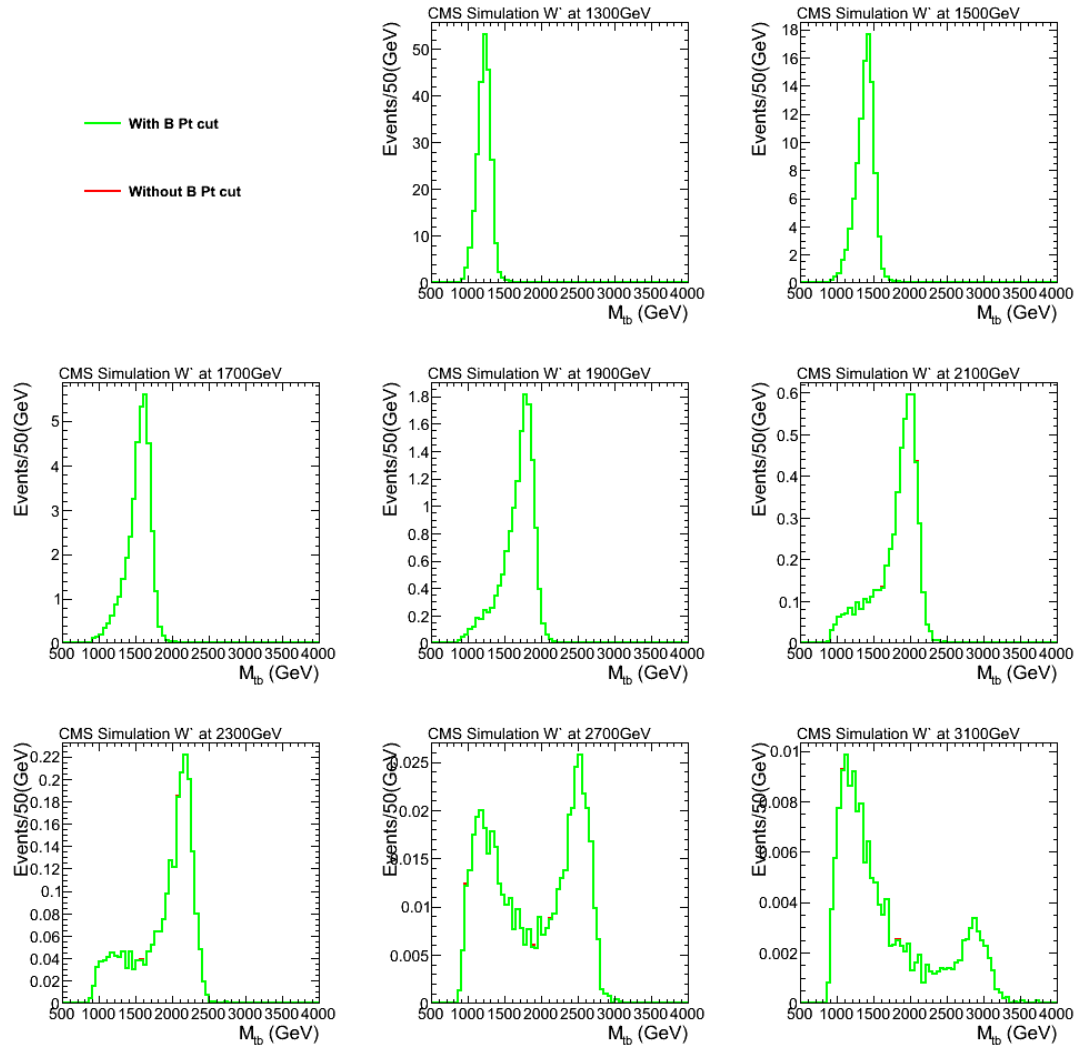 CMS Simulation W` at 1300GeV
CMS Simulation W` at 1500GeV
With B Pt cut
Without B Pt cut
Events/50(GeV)
50
40
30
20
10
0
500 1000 1500 2000 2500 3000 3500 4000
M_tb (GeV)
Events/50(GeV)
18
16
14
12
10
8
6
4
2
0
500 1000 1500 2000 2500 3000 3500 4000
M_tb (GeV)
CMS Simulation W` at 1700GeV
Events/50(GeV)
5
4
3
2
1
0
500 1000 1500 2000 2500 3000 3500 4000
M_tb (GeV)
CMS Simulation W` at 1900GeV
Events/50(GeV)
1.8
1.6
1.4
1.2
1
0.8
0.6
0.4
0.2
0
500 1000 1500 2000 2500 3000 3500 4000
M_tb (GeV)
CMS Simulation W` at 2100GeV
Events/50(GeV)
0.6
0.5
0.4
0.3
0.2
0.1
0
500 1000 1500 2000 2500 3000 3500 4000
M_tb (GeV)
CMS Simulation W` at 2300GeV
Events/50(GeV)
0.22
0.2
0.18
0.16
0.14
0.12
0.1
0.08
0.06
0.04
0.02
0
500 1000 1500 2000 2500 3000 3500 4000
M_tb (GeV)
CMS Simulation W` at 2700GeV
Events/50(GeV)
0.025
0.02
0.015
0.01
0.005
0
500 1000 1500 2000 2500 3000 3500 4000
M_tb (GeV)
CMS Simulation W` at 3100GeV
Events/50(GeV)
0.01
0.008
0.006
0.004
0.002
0
500 1000 1500 2000 2500 3000 3500 4000
M_tb (GeV)